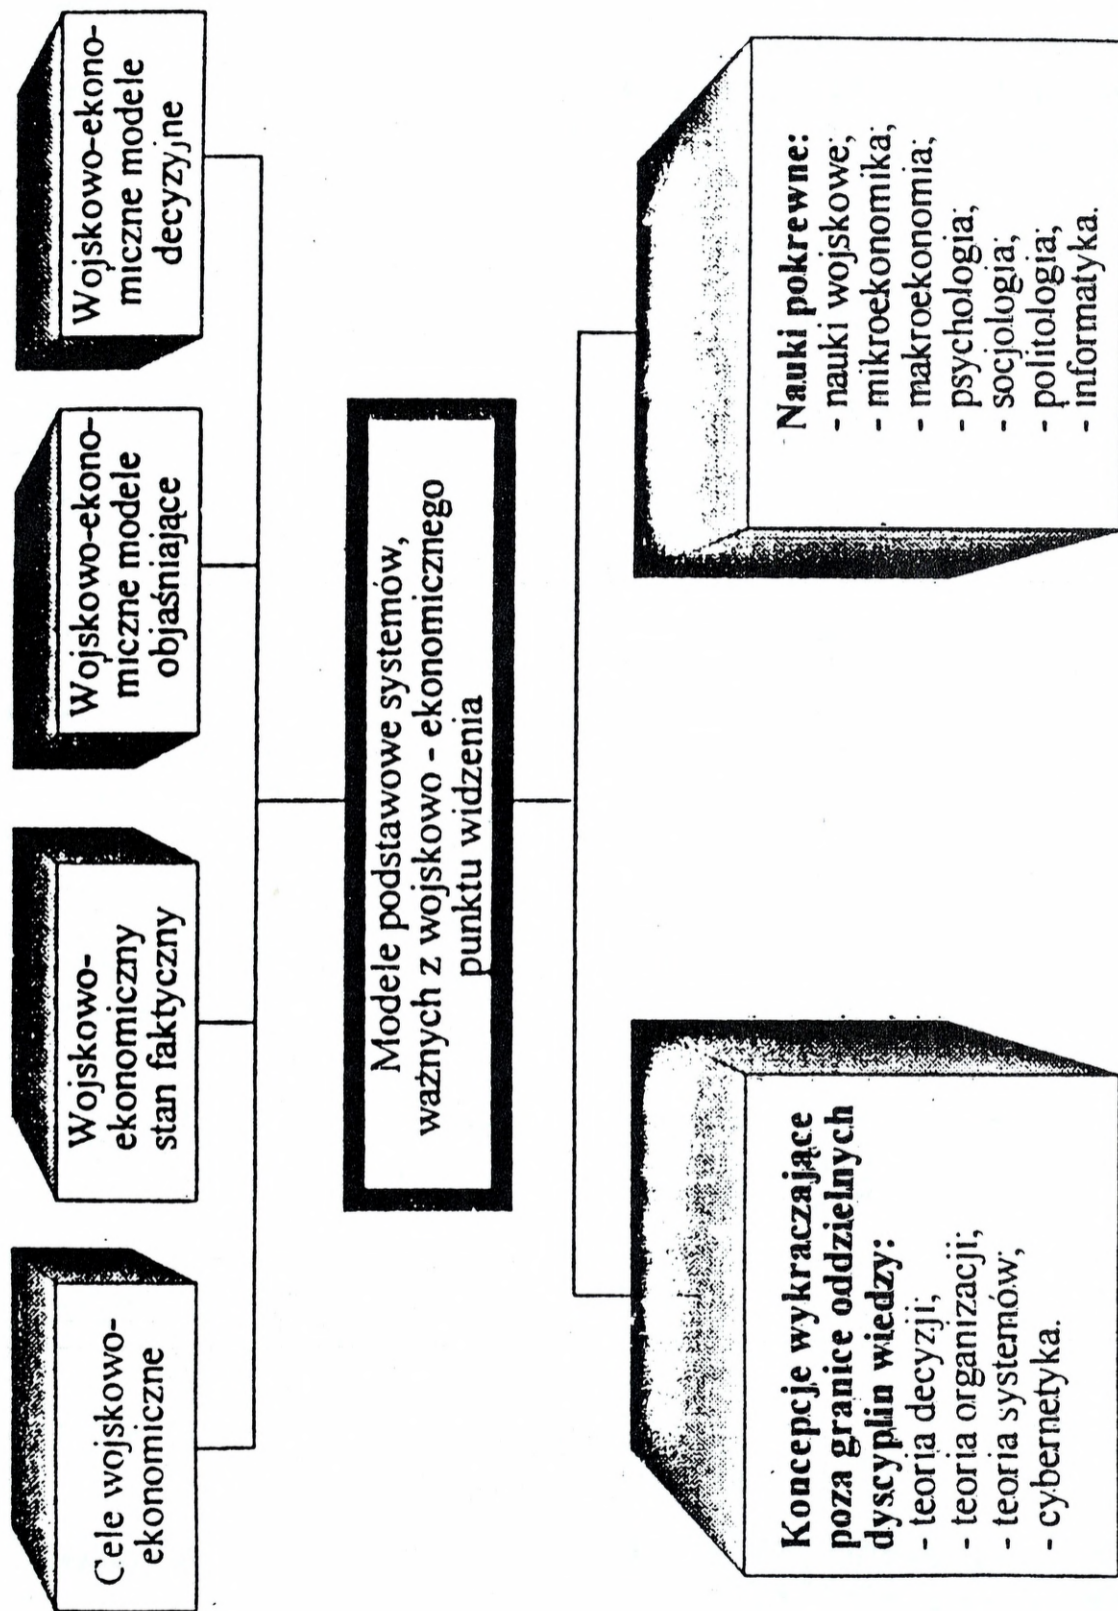 Cele wojskowo-
ekonomiczne
Wojskowo-
ekonomiczny
stan faktyczny
Wojskowo-ekono-
miczne modele
objaśniające
Wojskowo-ekono-
miczne modele
decyzyjne
Modele podstawowe systemów,
ważnych z wojskowo - ekonomicznego
punktu widzenia
Koncepcje wykraczające
poza granice oddzielnych
dyscyplin wiedzy:
- teoria decyzji;
- teoria organizacji;
- teoria systemów;
- cybernetyka.
Nauki pokrewne:
- nauki wojskowe;
- mikroekonomika;
- makroekonomia;
- psychologia;
- socjologia;
- politologia;
- informatyka.